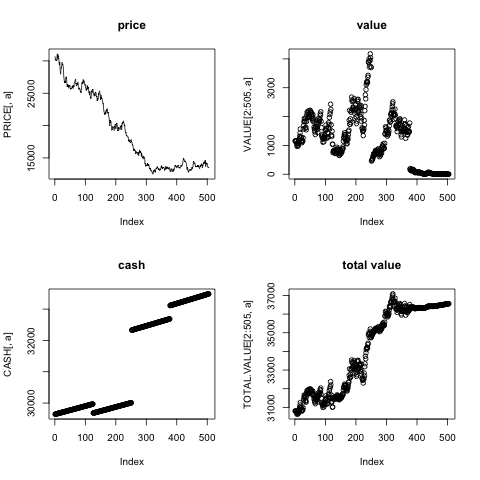 price
PRICE[, a]
15000
25000
0 100 200 300 400 500
Index
value
VALUE[2:505, a]
0
1000
3000
0 100 200 300 400 500
Index
cash
CASH[, a]
30000
32000
0 100 200 300 400 500
Index
total value
TOTAL.VALUE[2:505, a]
31000
33000
35000
37000
0 100 200 300 400 500
Index